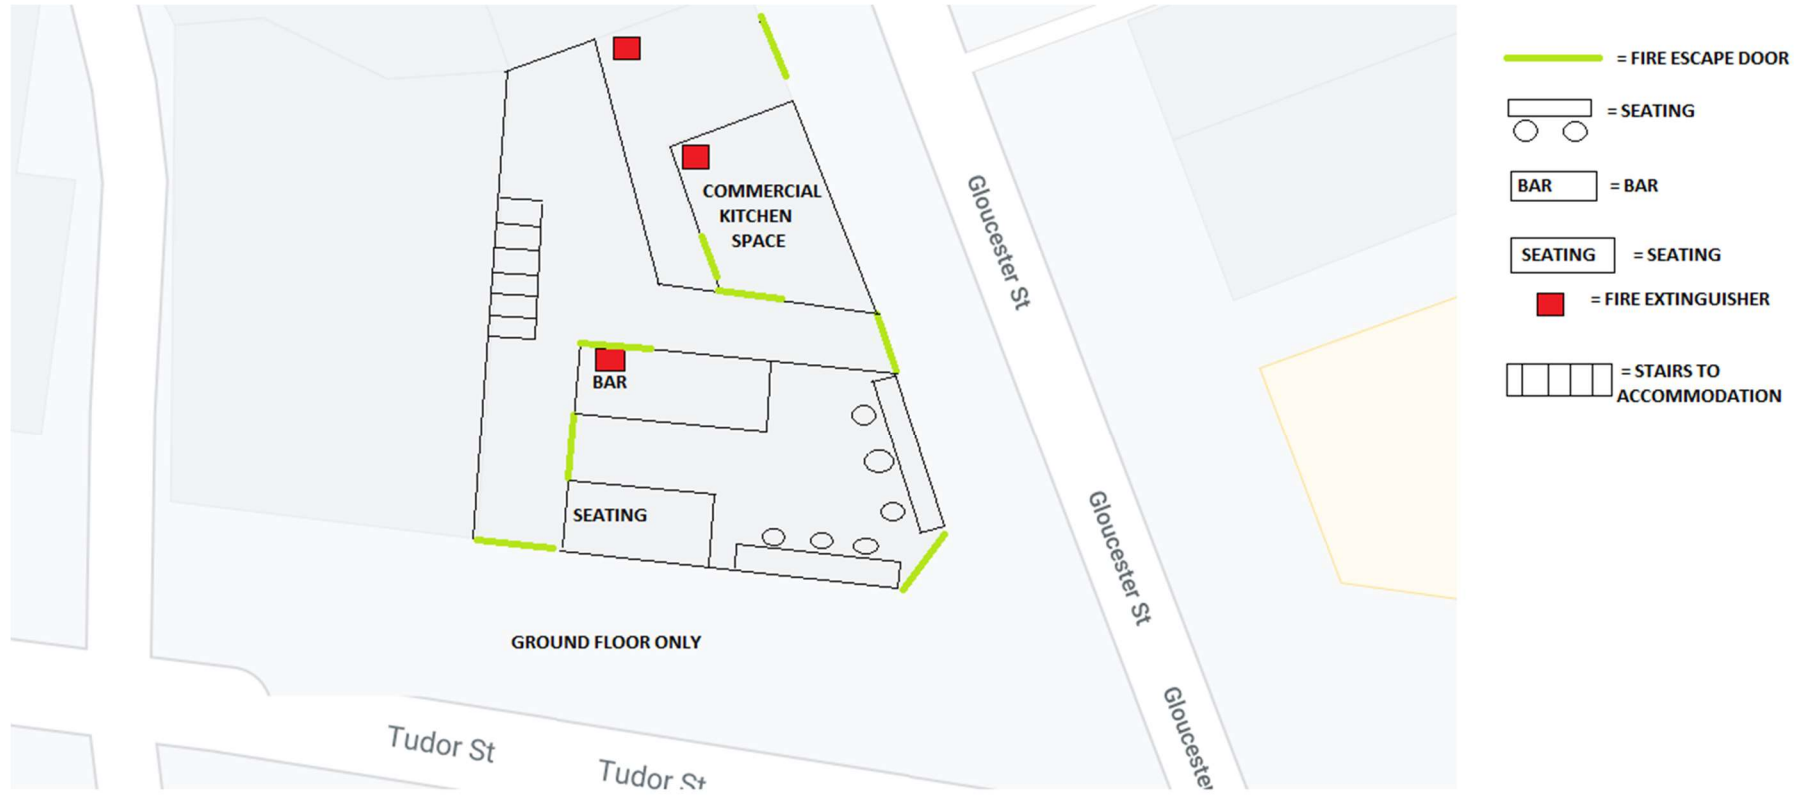 COMMERCIAL
KITCHEN
SPACE
BAR
SEATING
GROUND FLOOR ONLY
Gloucester St
Gloucester St
Gloucester
Tudor St
Tudor St
= FIRE ESCAPE DOOR
= SEATING
BAR = BAR
SEATING = SEATING
= FIRE EXTINGUISHER
= STAIRS TO
ACCOMMODATION